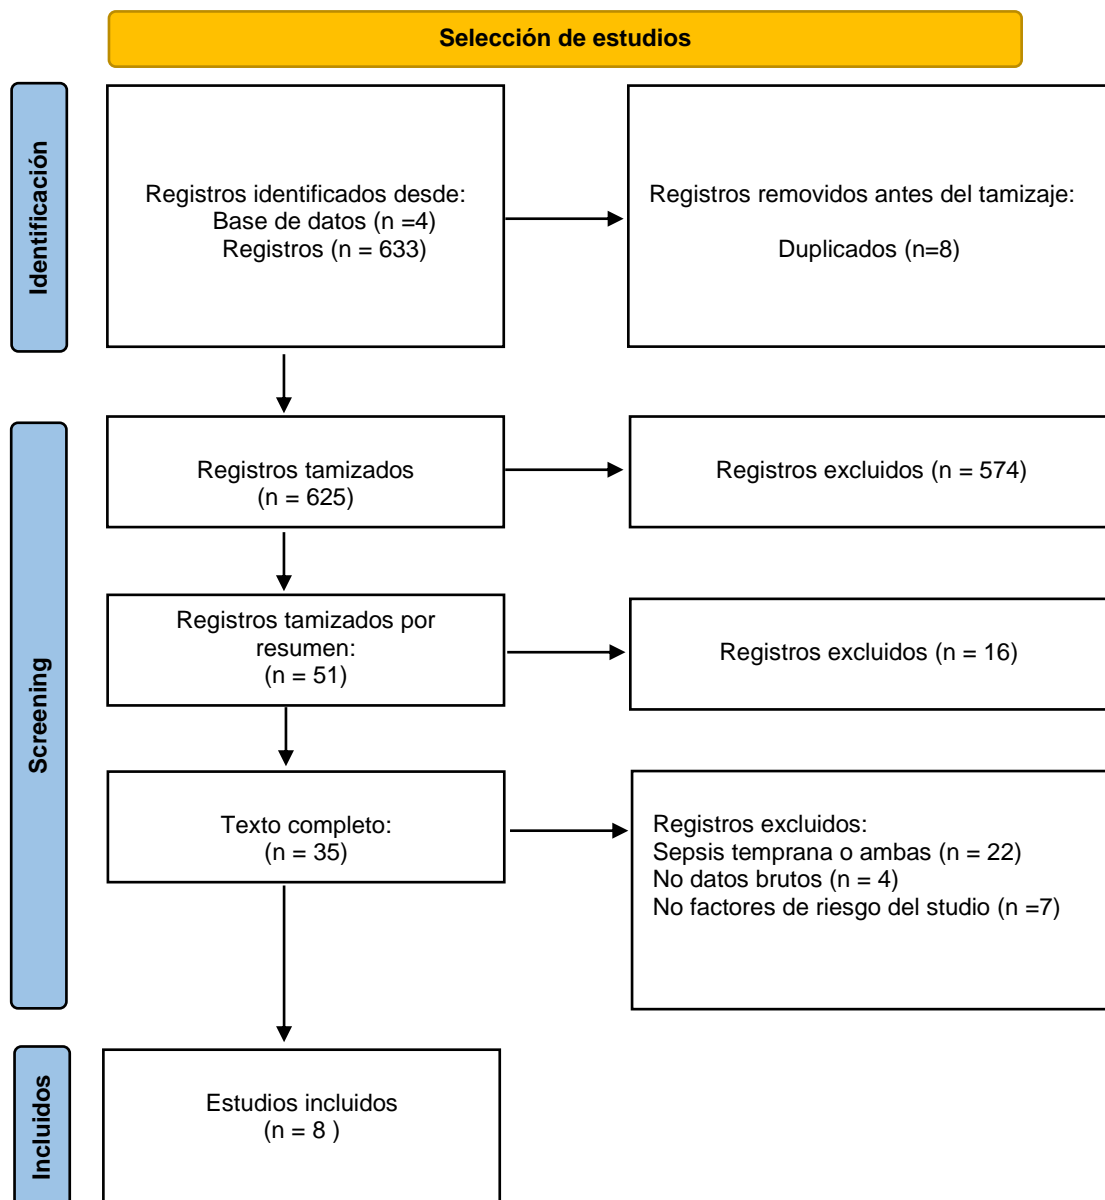 Selección de estudios
Identificación
Registros identificados desde:
Base de datos (n =4)
Registros (n = 633)
Registros removidos antes del tamizaje:
Duplicados (n=8)
Screening
Registros tamizados
(n = 625)
Registros excluidos (n = 574)
Registros tamizados por
resumen:
(n = 51)
Registros excluidos (n = 16)
Texto completo:
(n = 35)
Registros excluidos:
Sepsis temprana o ambas (n = 22)
No datos brutos (n = 4)
No factores de riesgo del studio (n =7)
Incluidos
Estudios incluidos
(n = 8 )